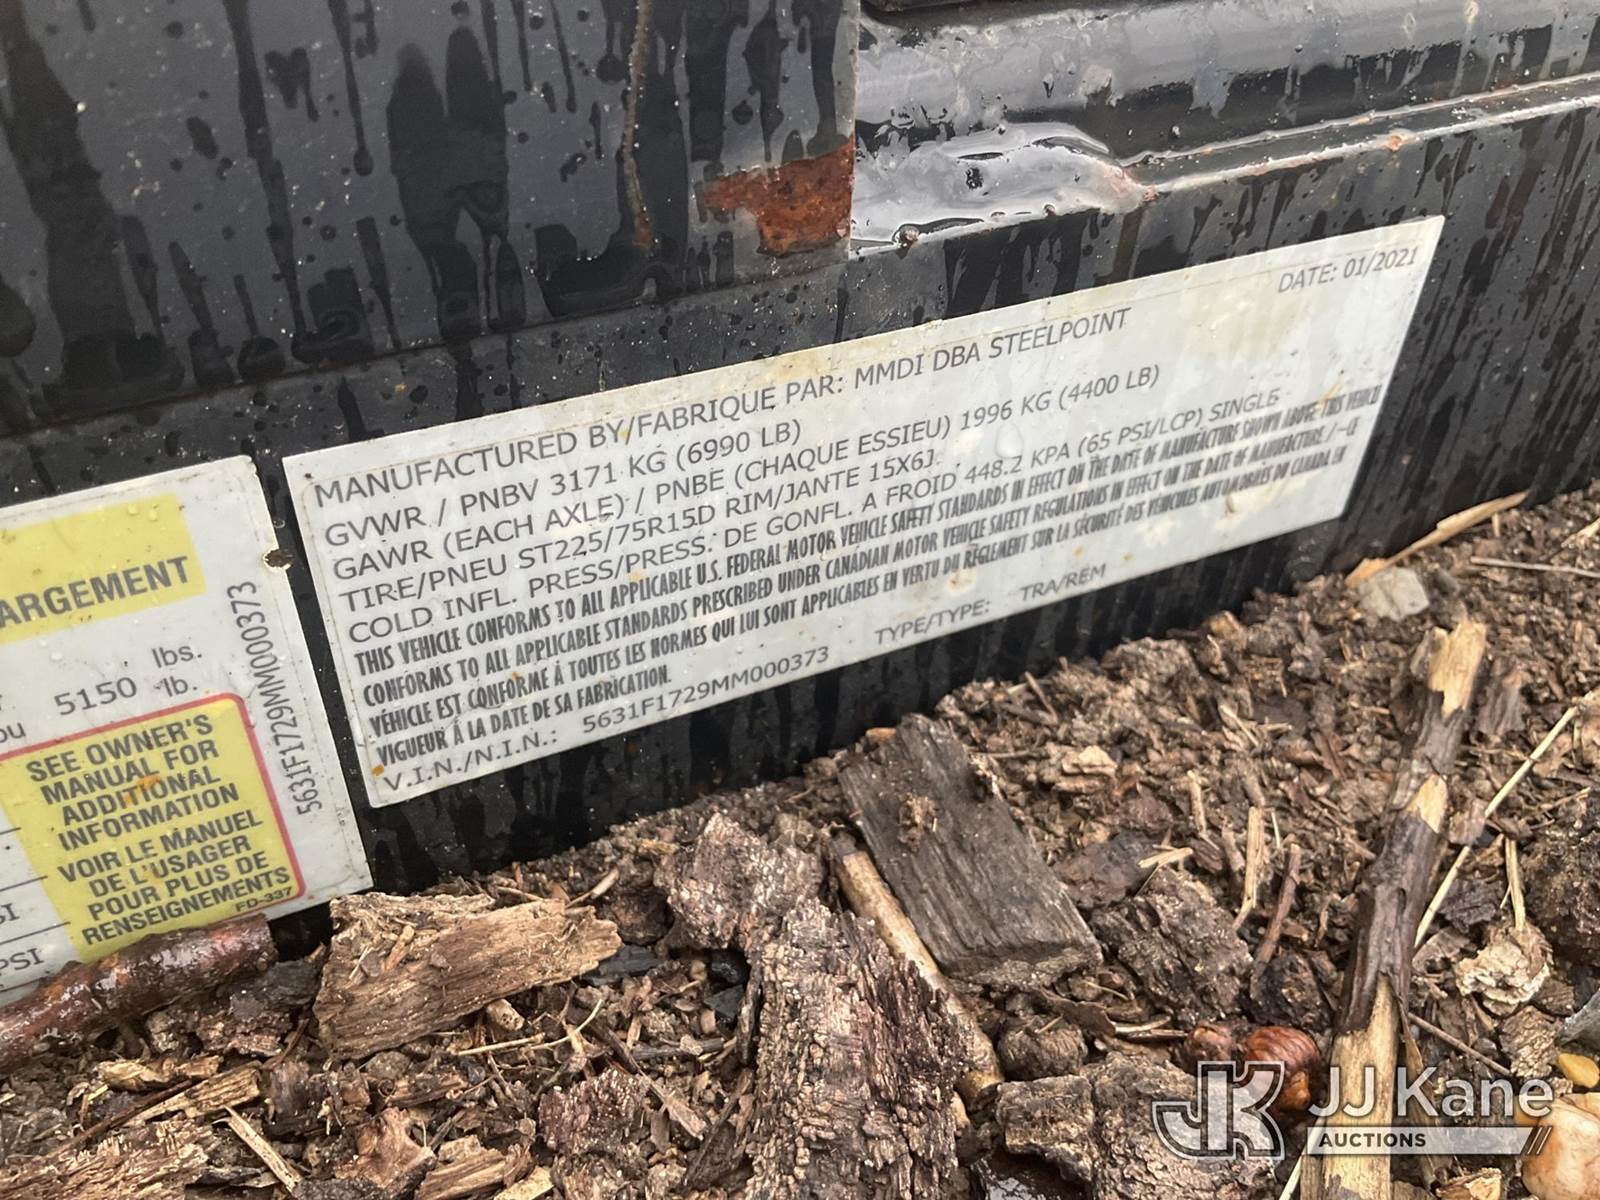 MANUFACTURED BY/FABRIQUE PAR: MMDI DBA STEELPOINT
DATE: 01/2021
GVWR / PNBV 3171 KG (6990 LB)
GAWR (EACH AXLE) / PNBE (CHAQUE ESSIEU) 1996 KG (4400 LB)
TIRE/PNEU ST225/75R15D RIM/JANTE 15X6J
COLD INFL. PRESS/PRESS. DE GONFL. A FROID 448.2 KPA (65 PSI/LCP) SINGLE
THIS VEHICLE CONFORMS TO ALL APPLICABLE U.S. FEDERAL MOTOR VEHICLE SAFETY STANDARDS IN EFFECT ON THE DATE OF MANUFACTURE SHOWN ABOVE THIS VEHICLE
CONFORMS TO ALL APPLICABLE STANDARDS PRESCRIBED UNDER CANADIAN MOTOR VEHICLE SAFETY REGULATIONS IN EFFECT ON THE DATE OF MANUFACTURE / -LE
VÉHICLE EST CONFORME À TOUTES LES NORMES QUI LUI SONT APPLICABLES EN VERTU DU RÈGLEMENT SUR LA SÉCURITÉ DES VÉHICULES AUTOMOBILES DU CANADA EN
VIGUEUR À LA DATE DE SA FABRICATION.
V.I.N./N.I.N.: 5631F1729MM000373 TYPE/TYPE: TRA/REM
ARGEMENT
5150 lbs.
ou lb.
5631F1729MM000373
SEE OWNER'S
MANUAL FOR
ADDITIONAL
INFORMATION
VOIR LE MANUEL
DE L'USAGER
POUR PLUS DE
RENSEIGNEMENTS
FD-337
SI
PSI
JK JJ Kane
AUCTIONS